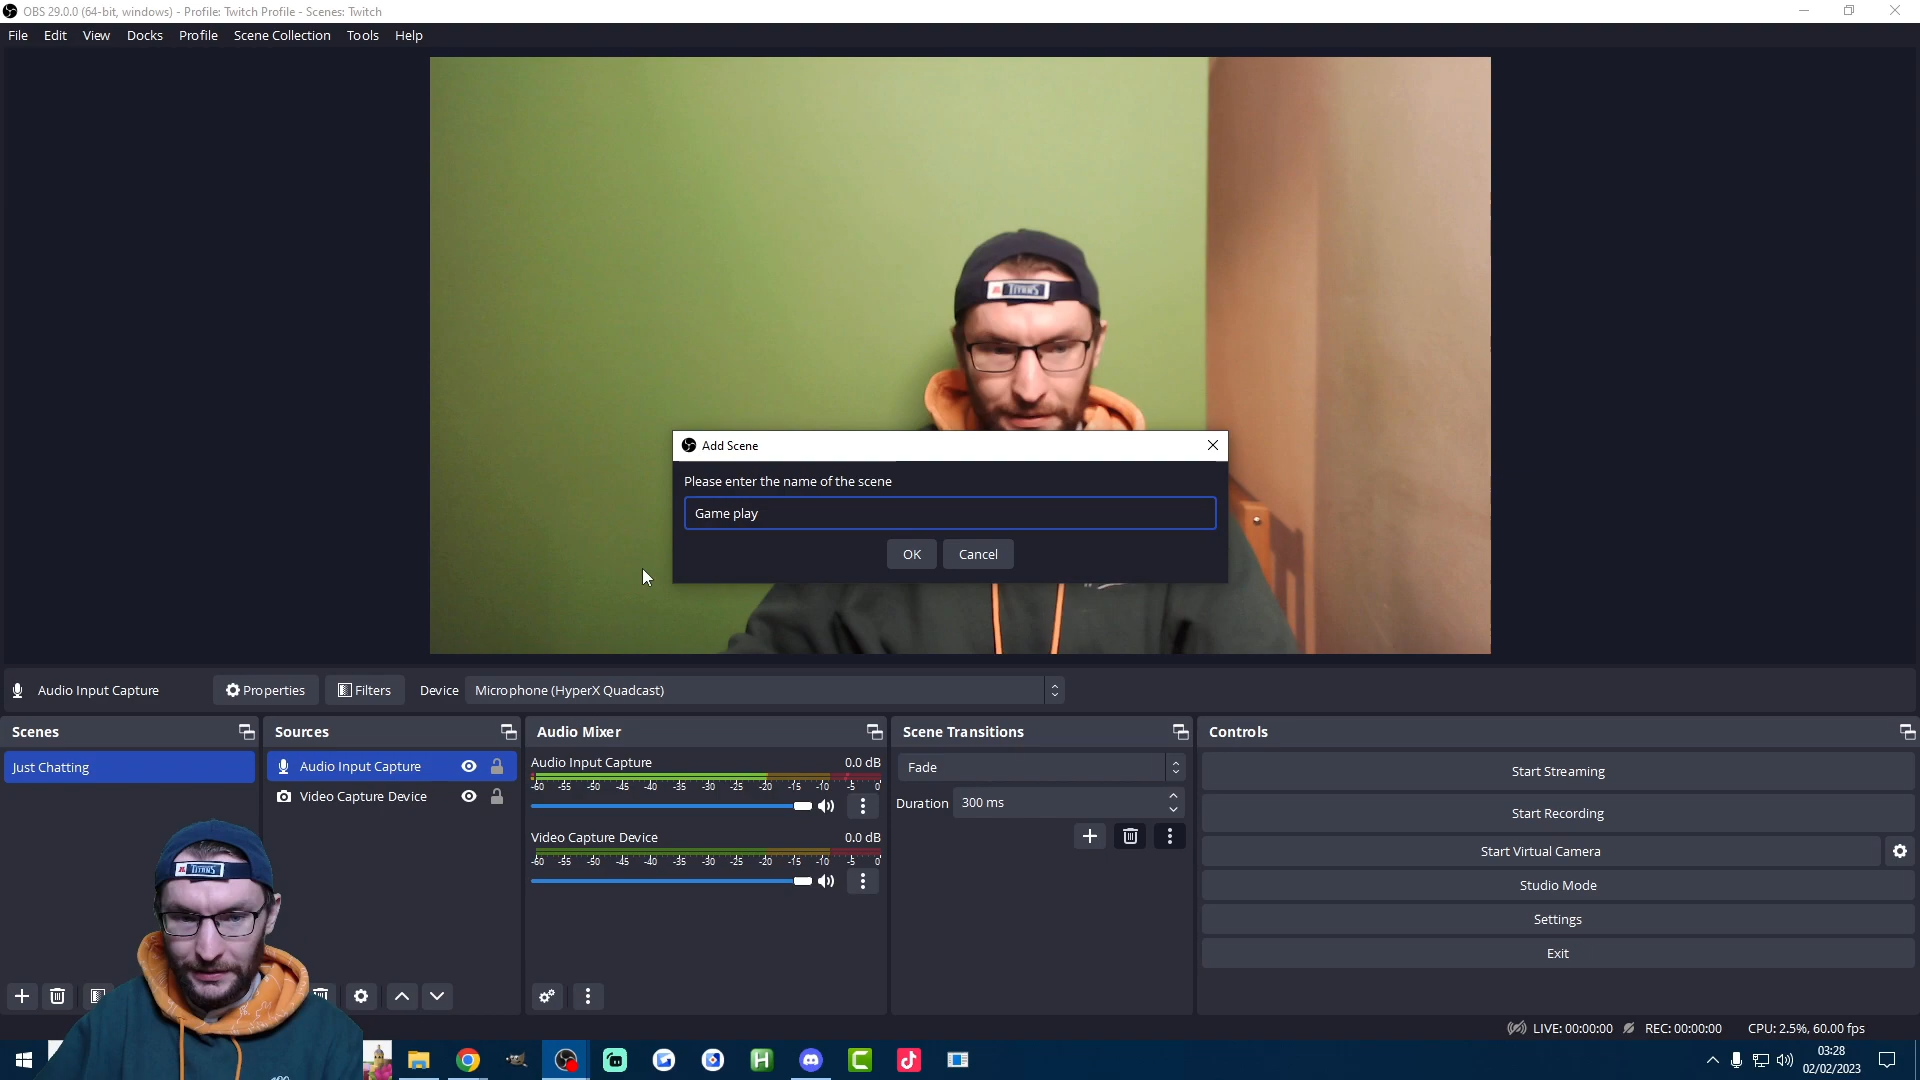 OBS 29.0.0 (64-bit, windows) - Profile: Twitch Profile - Scenes: Twitch
File Edit View Docks Profile Scene Collection Tools Help
TITANS
Add Scene
Please enter the name of the scene
Game play
OK Cancel
Audio Input Capture Properties Filters Device Microphone (HyperX Quadcast)
Scenes Sources Audio Mixer Scene Transitions Controls
Just Chatting
Audio Input Capture
Video Capture Device
Audio Input Capture 0.0 dB
-60 -55 -50 -45 -40 -35 -30 -25 -20 -15 -10 -5 0
Video Capture Device 0.0 dB
-60 -55 -50 -45 -40 -35 -30 -25 -20 -15 -10 -5 0
Fade
Duration 300 ms
Start Streaming
Start Recording
Start Virtual Camera
Studio Mode
Settings
Exit
TITANS
LIVE: 00:00:00 REC: 00:00:00 CPU: 2.5%, 60.00 fps
H C
03:28
02/02/2023